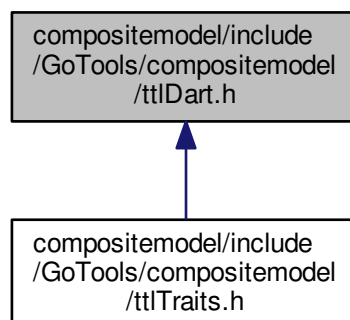 compositemodel/include
/GoTools/compositemodel
/ttlDart.h
compositemodel/include
/GoTools/compositemodel
/ttlTraits.h